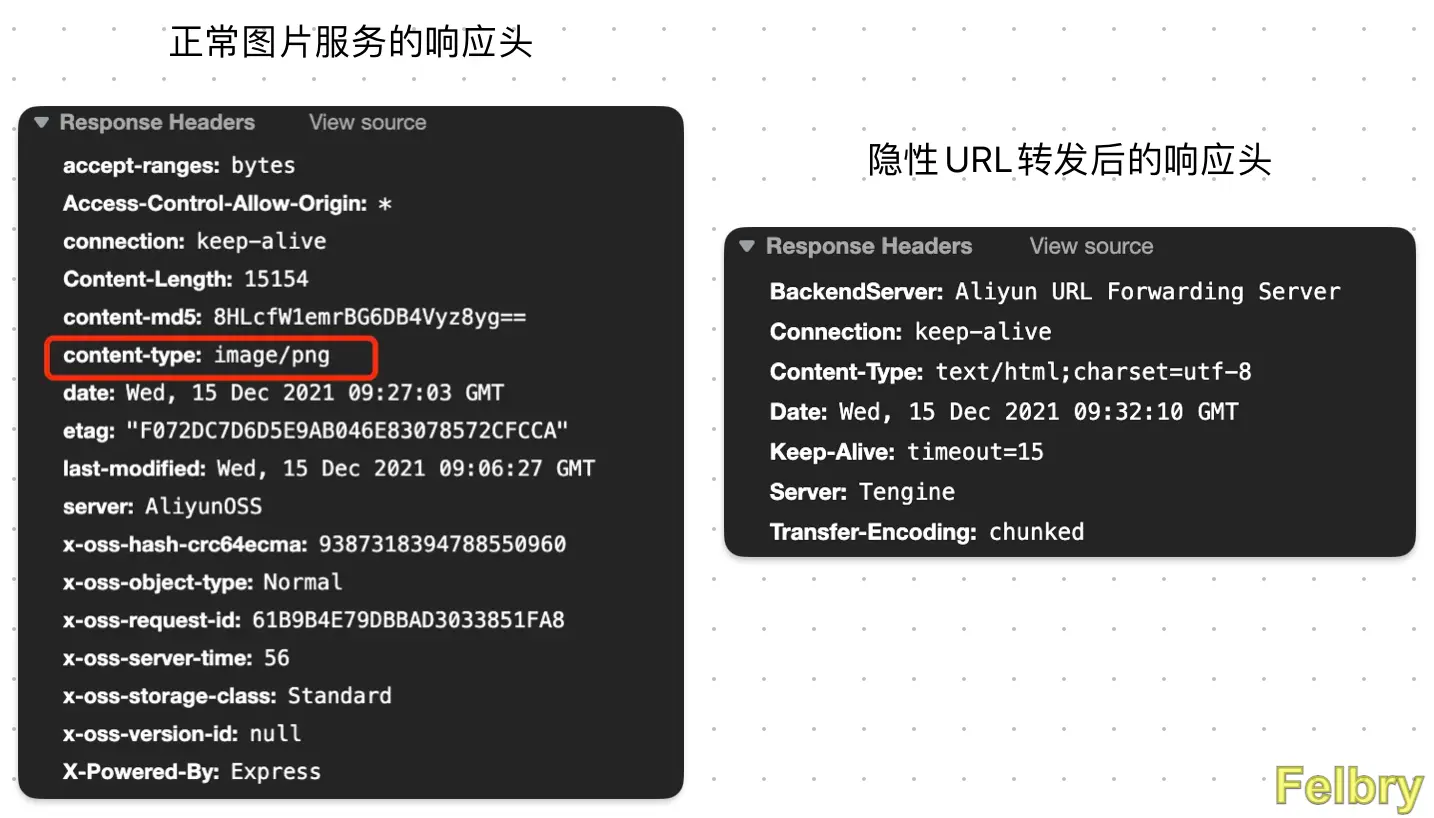 正常图片服务的响应头
Response Headers View source
accept-ranges: bytes
Access-Control-Allow-Origin: *
connection: keep-alive
Content-Length: 15154
content-md5: 8HLcfW1emrBG6DB4Vyz8yg==
content-type: image/png
date: Wed, 15 Dec 2021 09:27:03 GMT
etag: "F072DC7D6D5E9AB046E83078572CFCCA"
last-modified: Wed, 15 Dec 2021 09:06:27 GMT
server: AliyunOSS
x-oss-hash-crc64ecma: 9387318394788550960
x-oss-object-type: Normal
x-oss-request-id: 61B9B4E79DBBAD3033851FA8
x-oss-server-time: 56
x-oss-storage-class: Standard
x-oss-version-id: null
X-Powered-By: Express
隐性URL转发后的响应头
Response Headers View source
BackendServer: Aliyun URL Forwarding Server
Connection: keep-alive
Content-Type: text/html;charset=utf-8
Date: Wed, 15 Dec 2021 09:32:10 GMT
Keep-Alive: timeout=15
Server: Tengine
Transfer-Encoding: chunked
Felbry